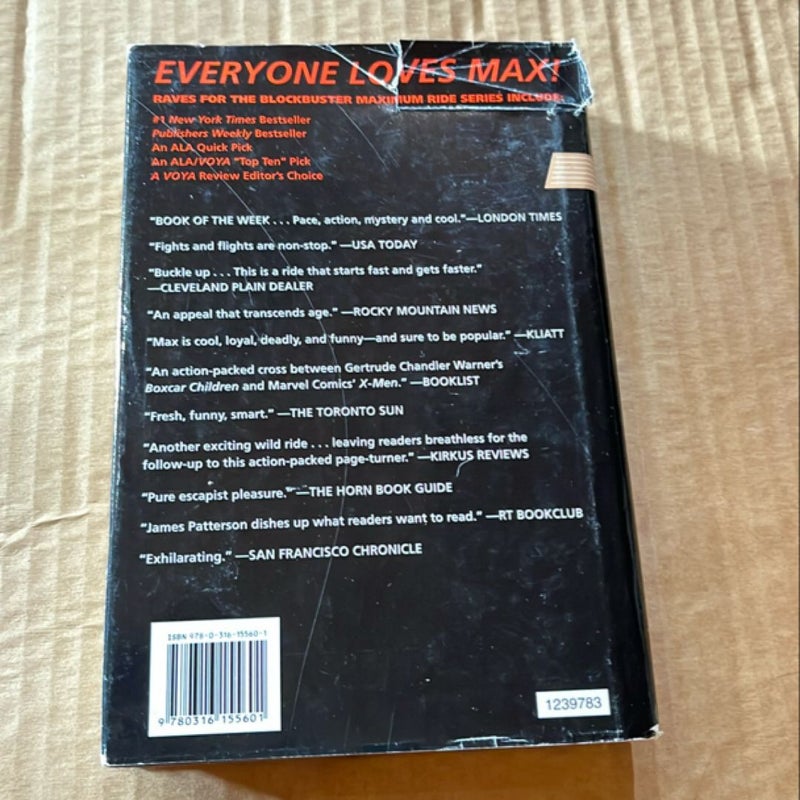 EVERYONE LOVES MAX!
RAVES FOR THE BLOCKBUSTER MAXIMUM RIDE SERIES INCLUDE:
#1 New York Times Bestseller
Publishers Weekly Bestseller
An ALA Quick Pick
An ALA/VOYA "Top Ten" Pick
A VOYA Review Editor's Choice
"BOOK OF THE WEEK . . . Pace, action, mystery and cool."—LONDON TIMES
"Fights and flights are non-stop." —USA TODAY
"Buckle up . . . This is a ride that starts fast and gets faster."
—CLEVELAND PLAIN DEALER
"An appeal that transcends age." —ROCKY MOUNTAIN NEWS
"Max is cool, loyal, deadly, and funny—and sure to be popular." —KLIATT
"An action-packed cross between Gertrude Chandler Warner's
Boxcar Children and Marvel Comics' X-Men." —BOOKLIST
"Fresh, funny, smart." —THE TORONTO SUN
"Another exciting wild ride . . . leaving readers breathless for the
follow-up to this action-packed page-turner." —KIRKUS REVIEWS
"Pure escapist pleasure." —THE HORN BOOK GUIDE
"James Patterson dishes up what readers want to read." —RT BOOKCLUB
"Exhilarating." —SAN FRANCISCO CHRONICLE
ISBN 978-0-316-15560-1
9 780316 155601
1239783